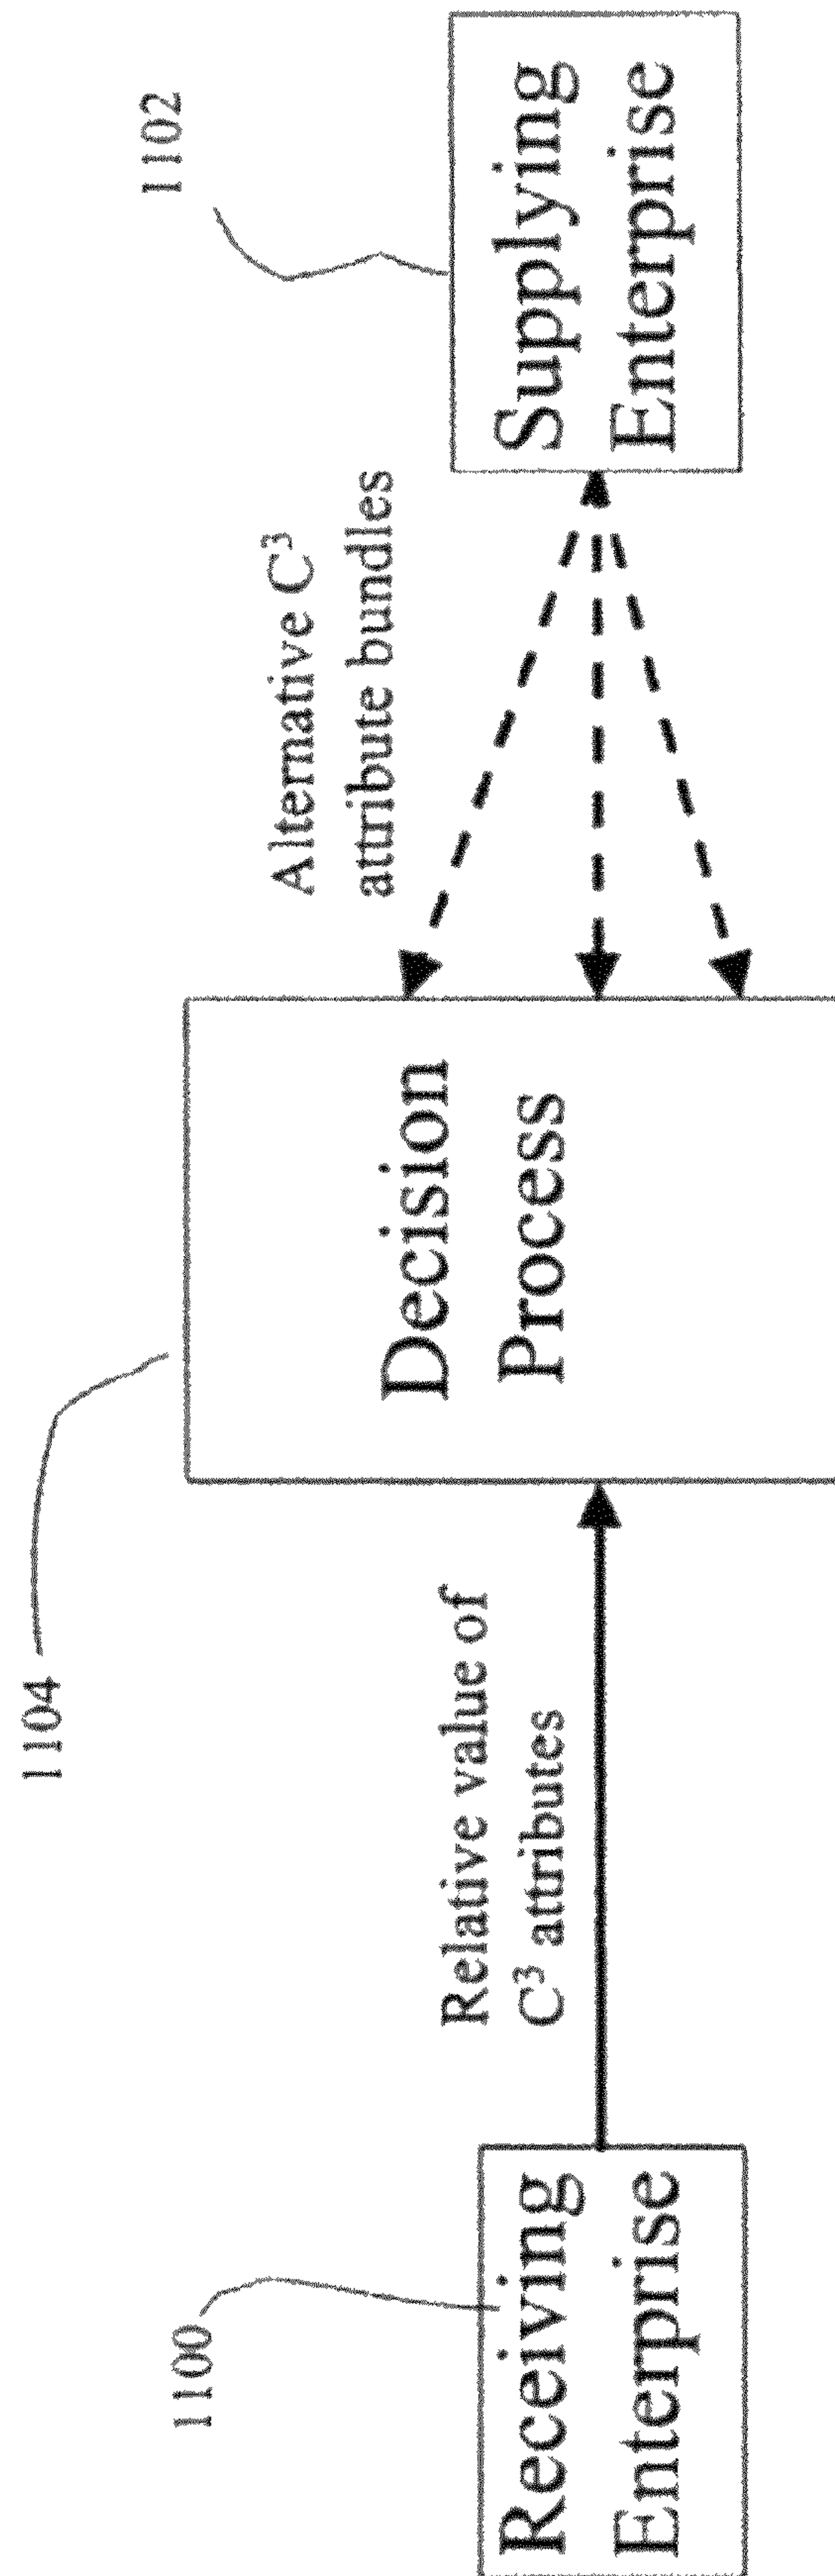 1104
1102
1100
Alternative C³
attribute bundles
Relative value of
C³ attributes
Receiving
Enterprise
Decision
Process
Supplying
Enterprise